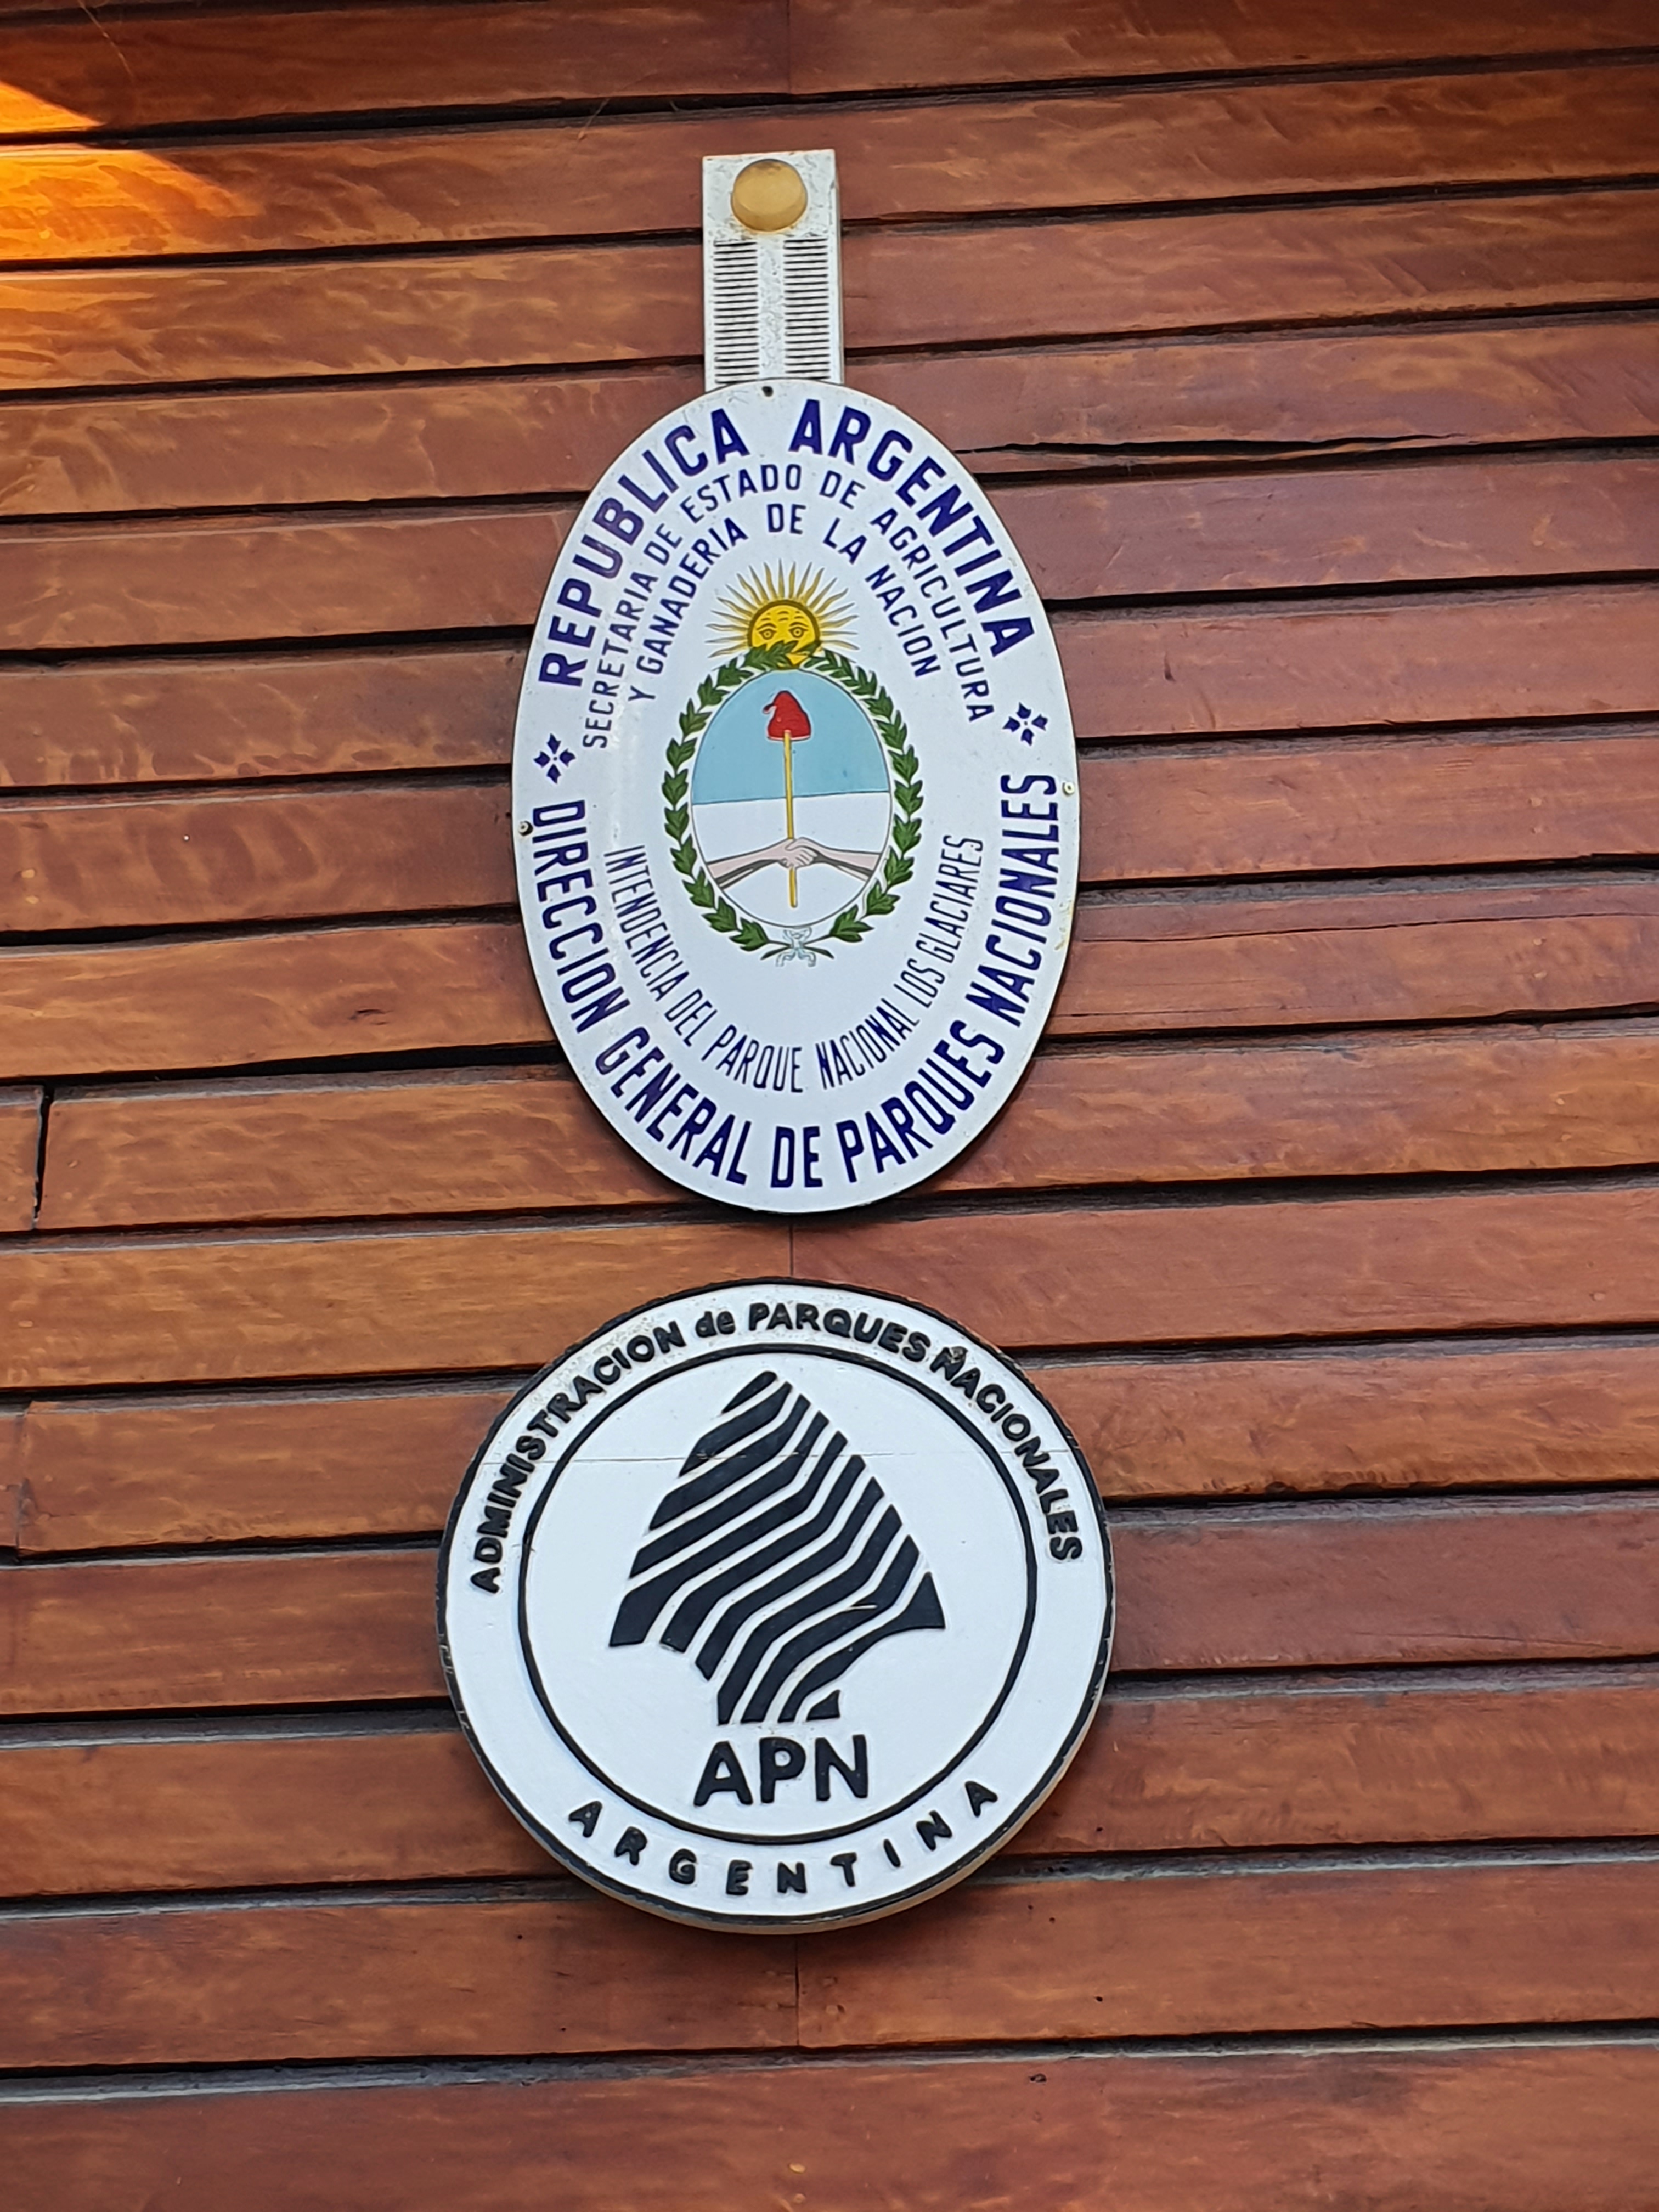 REPUBLICA ARGENTINA
SECRETARIA DE ESTADO DE AGRICULTURA
Y GANADERIA DE LA NACION
INTENDENCIA DEL PARQUE NACIONAL LOS GLACIARES
DIRECCION GENERAL DE PARQUES NACIONALES
ADMINISTRACION de PARQUES NACIONALES
APN
ARGENTINA